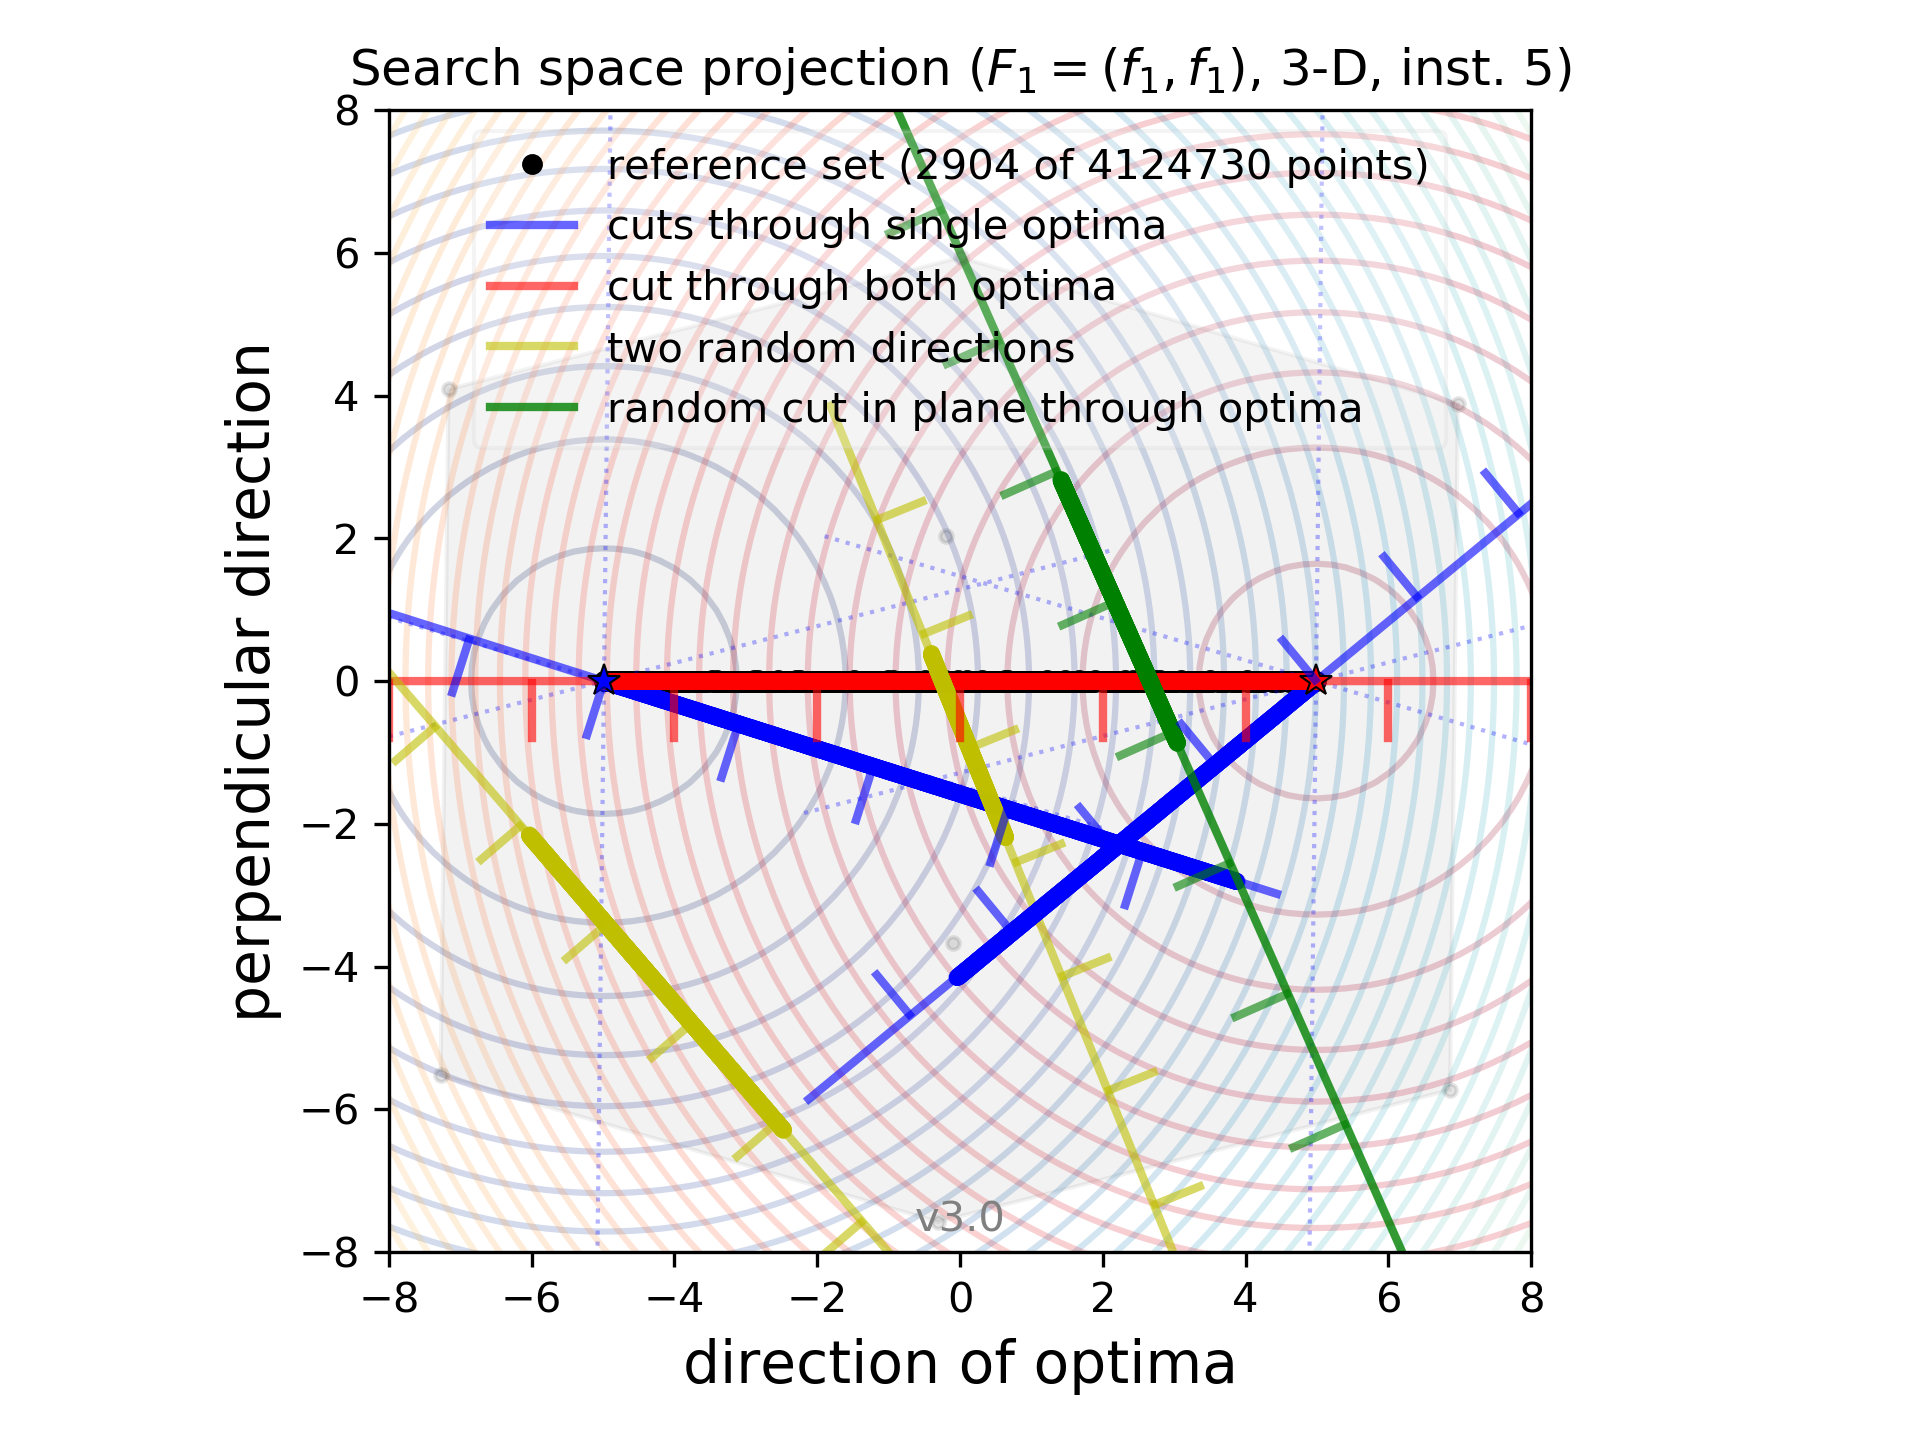 Search space projection (F₁ = (f₁, f₁), 3-D, inst. 5)
reference set (2904 of 4124730 points)
cuts through single optima
cut through both optima
two random directions
random cut in plane through optima
perpendicular direction
8
6
4
2
0
−2
−4
−6
−8
v3.0
−8 −6 −4 −2 0 2 4 6 8
direction of optima